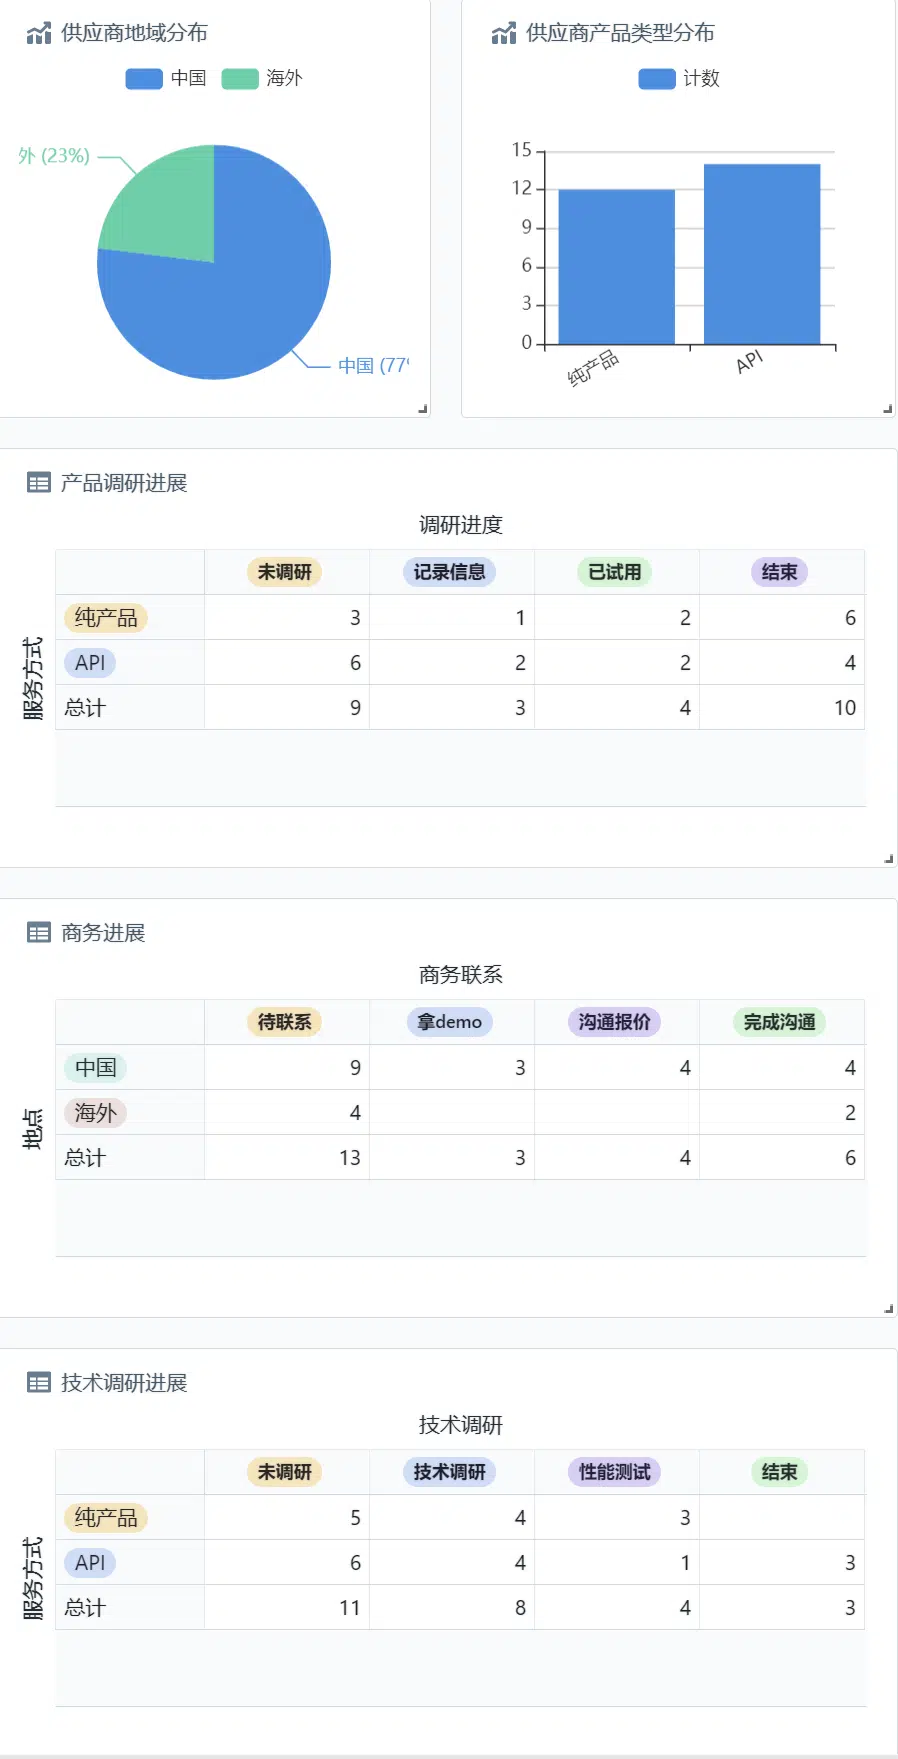 供应商地域分布
中国 海外
外 (23%)
中国 (77%
供应商产品类型分布
计数
15
12
9
6
3
0
纯产品 API
产品调研进展
调研进度
服务方式
未调研 记录信息 已试用 结束
纯产品 3 1 2 6
API 6 2 2 4
总计 9 3 4 10
商务进展
商务联系
地点
待联系 拿demo 沟通报价 完成沟通
中国 9 3 4 4
海外 4 2
总计 13 3 4 6
技术调研进展
技术调研
服务方式
未调研 技术调研 性能测试 结束
纯产品 5 4 3
API 6 4 1 3
总计 11 8 4 3